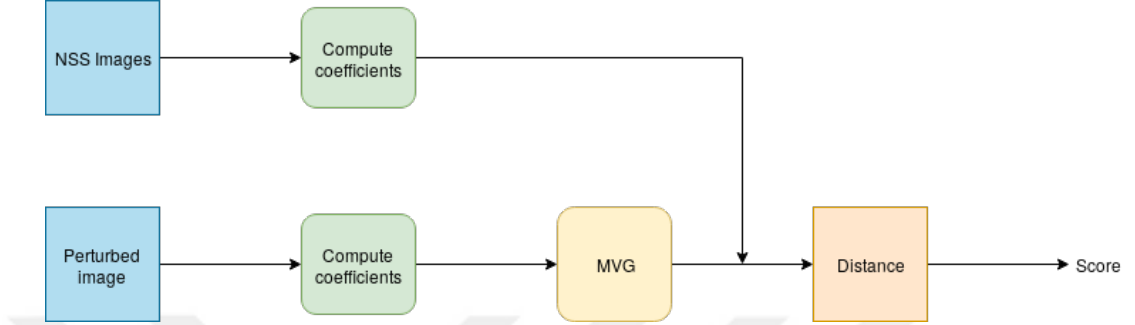 NSS Images
Compute
coefficients
Perturbed
image
Compute
coefficients
MVG
Distance
Score